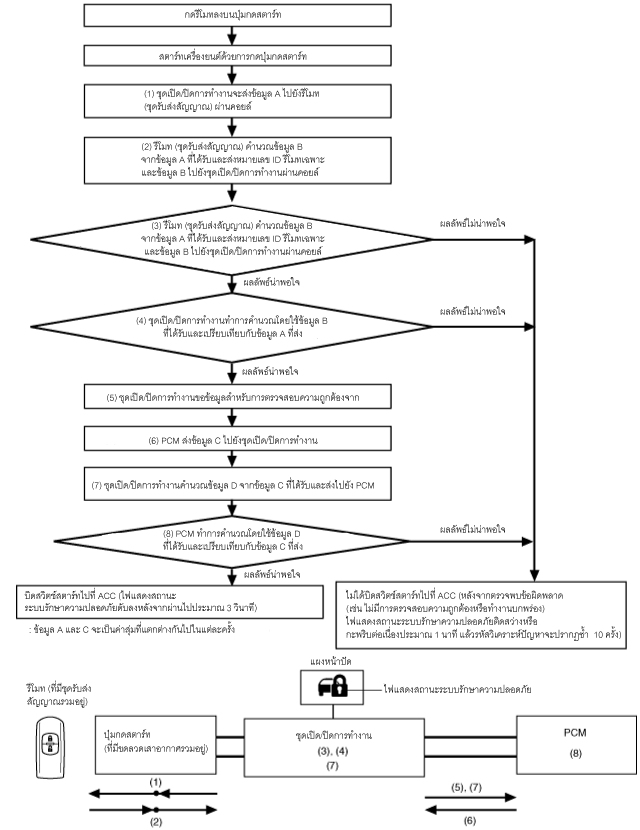 กดรีโมทลงบนปุ่มกดสตาร์ท
สตาร์ทเครื่องยนต์ด้วยการกดปุ่มกดสตาร์ท
(1) ชุดเปิด/ปิดการทำงานจะส่งข้อมูล A ไปยังรีโมท
(ชุดรับส่งสัญญาณ) ผ่านคอยล์
(2) รีโมท (ชุดรับส่งสัญญาณ) คำนวณข้อมูล B
จากข้อมูล A ที่ได้รับและส่งหมายเลข ID รีโมทเฉพาะ
และข้อมูล B ไปยังชุดเปิด/ปิดการทำงานผ่านคอยล์
ผลลัพธ์ไม่น่าพอใจ
(3) รีโมท (ชุดรับส่งสัญญาณ) คำนวณข้อมูล B
จากข้อมูล A ที่ได้รับและส่งหมายเลข ID รีโมทเฉพาะ
และข้อมูล B ไปยังชุดเปิด/ปิดการทำงานผ่านคอยล์
ผลลัพธ์น่าพอใจ
ผลลัพธ์ไม่น่าพอใจ
(4) ชุดเปิด/ปิดการทำงานทำการคำนวณโดยใช้ข้อมูล B
ที่ได้รับและเปรียบเทียบกับข้อมูล A ที่ส่ง
ผลลัพธ์น่าพอใจ
(5) ชุดเปิด/ปิดการทำงานขอข้อมูลสำหรับการตรวจสอบความถูกต้องจาก
(6) PCM ส่งข้อมูล C ไปยังชุดเปิด/ปิดการทำงาน
(7) ชุดเปิด/ปิดการทำงานคำนวณข้อมูล D จากข้อมูล C ที่ได้รับและส่งไปยัง PCM
ผลลัพธ์ไม่น่าพอใจ
(8) PCM ทำการคำนวณโดยใช้ข้อมูล D
ที่ได้รับและเปรียบเทียบกับข้อมูล C ที่ส่ง
ผลลัพธ์น่าพอใจ
บิดสวิตซ์สตาร์ทไปที่ ACC (ไฟแสดงสถานะ
ระบบรักษาความปลอดภัยดับลงหลังจากผ่านไปประมาณ 3 วินาที)
: ข้อมูล A และ C จะเป็นค่าสุ่มที่แตกต่างกันไปในแต่ละครั้ง
ไม่ได้บิดสวิตซ์สตาร์ทไปที่ ACC (หลังจากตรวจพบข้อผิดพลาด
(เช่น ไม่มีการตรวจสอบความถูกต้องหรือทำงานบกพร่อง)
ไฟแสดงสถานะระบบรักษาความปลอดภัยติดสว่างหรือ
กะพริบต่อเนื่องประมาณ 1 นาที แล้วรหัสวิเคราะห์ปัญหาจะปรากฏซ้ำ 10 ครั้ง)
แผงหน้าปัด
ไฟแสดงสถานะระบบรักษาความปลอดภัย
รีโมท (ที่มีชุดรับส่ง
สัญญาณรวมอยู่)
ปุ่มกดสตาร์ท
(ที่มีขดลวดเสาอากาศรวมอยู่)
ชุดเปิด/ปิดการทำงาน
(3), (4)
(7)
PCM
(8)
(1)
(2)
(5), (7)
(6)